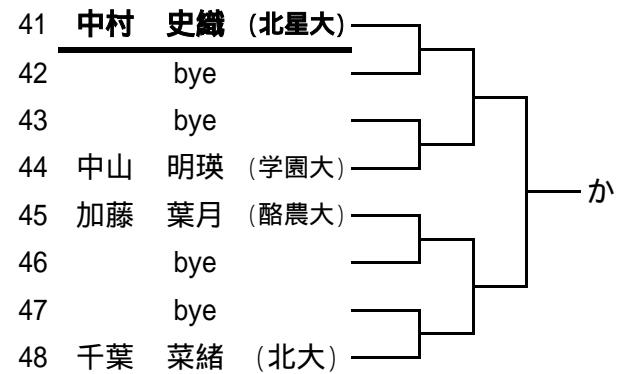 41 中村 史織 (北星大)
42 bye
43 bye
44 中山 明瑛 (学園大)
か
45 加藤 葉月 (酪農大)
46 bye
47 bye
48 千葉 菜緒 (北大)